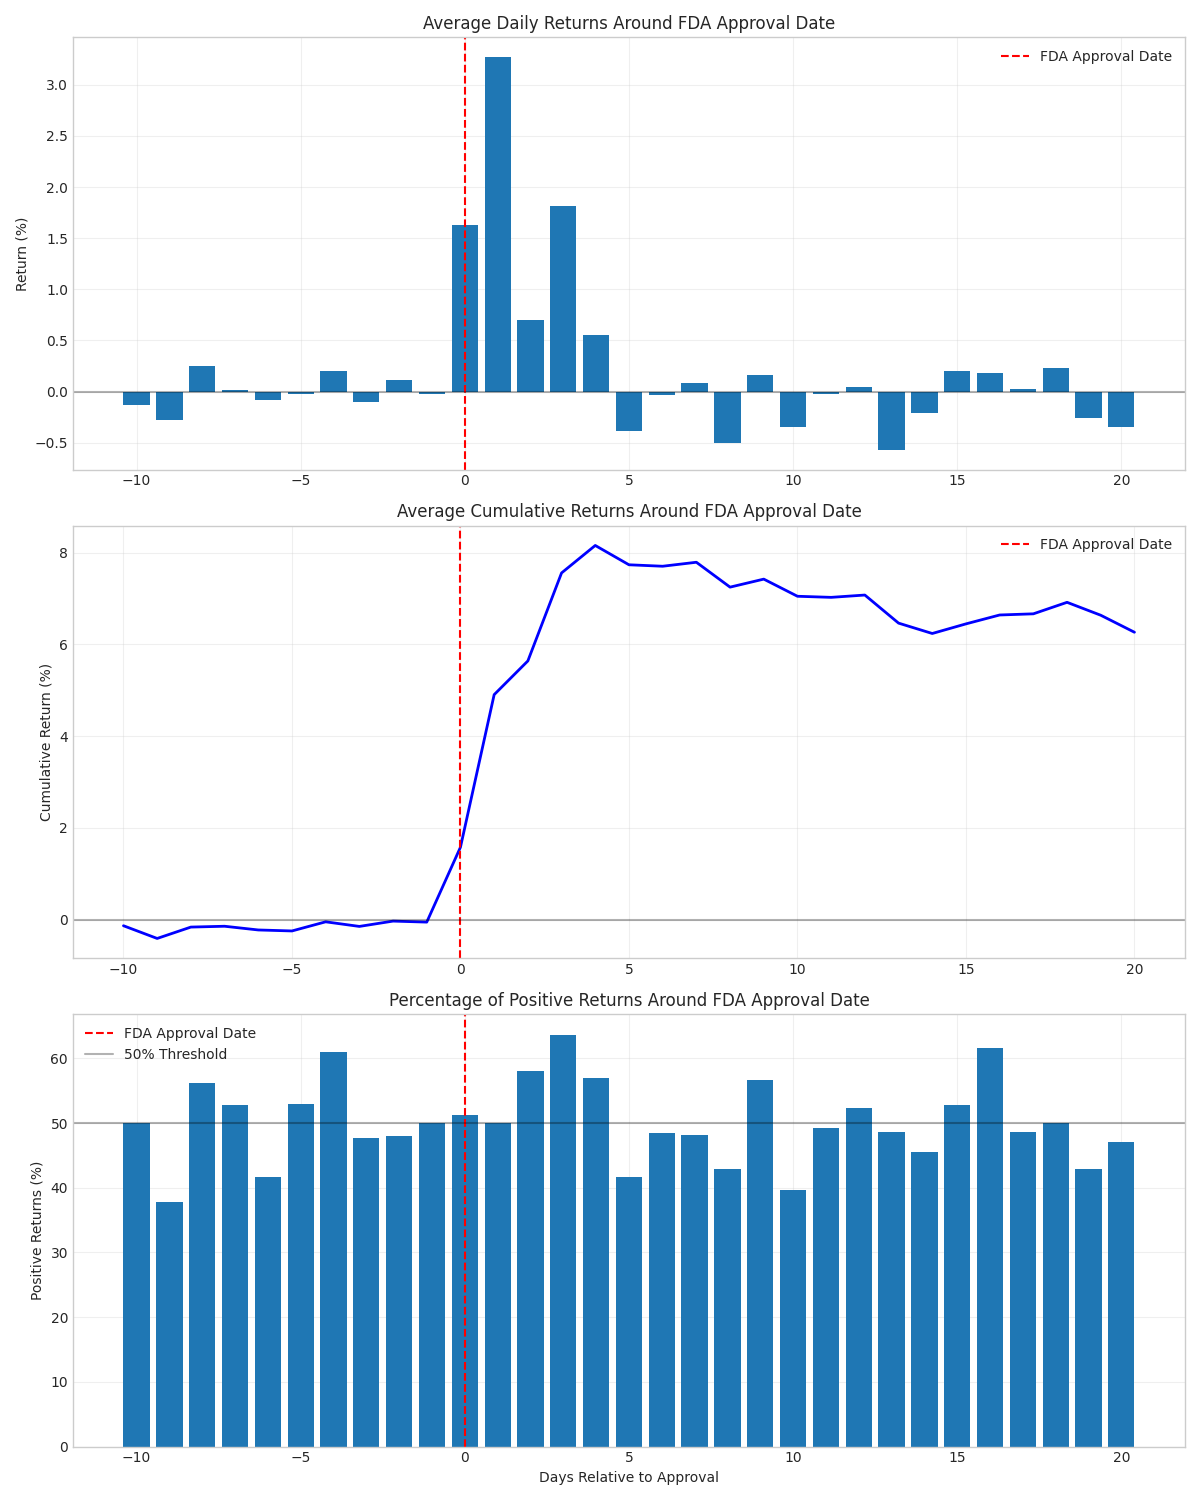 Average Daily Returns Around FDA Approval Date
FDA Approval Date
Return (%)
3.0
2.5
2.0
1.5
1.0
0.5
0.0
−0.5
−10 −5 0 5 10 15 20
Average Cumulative Returns Around FDA Approval Date
FDA Approval Date
Cumulative Return (%)
8
6
4
2
0
−10 −5 0 5 10 15 20
Percentage of Positive Returns Around FDA Approval Date
FDA Approval Date
50% Threshold
Positive Returns (%)
60
50
40
30
20
10
0
−10 −5 0 5 10 15 20
Days Relative to Approval